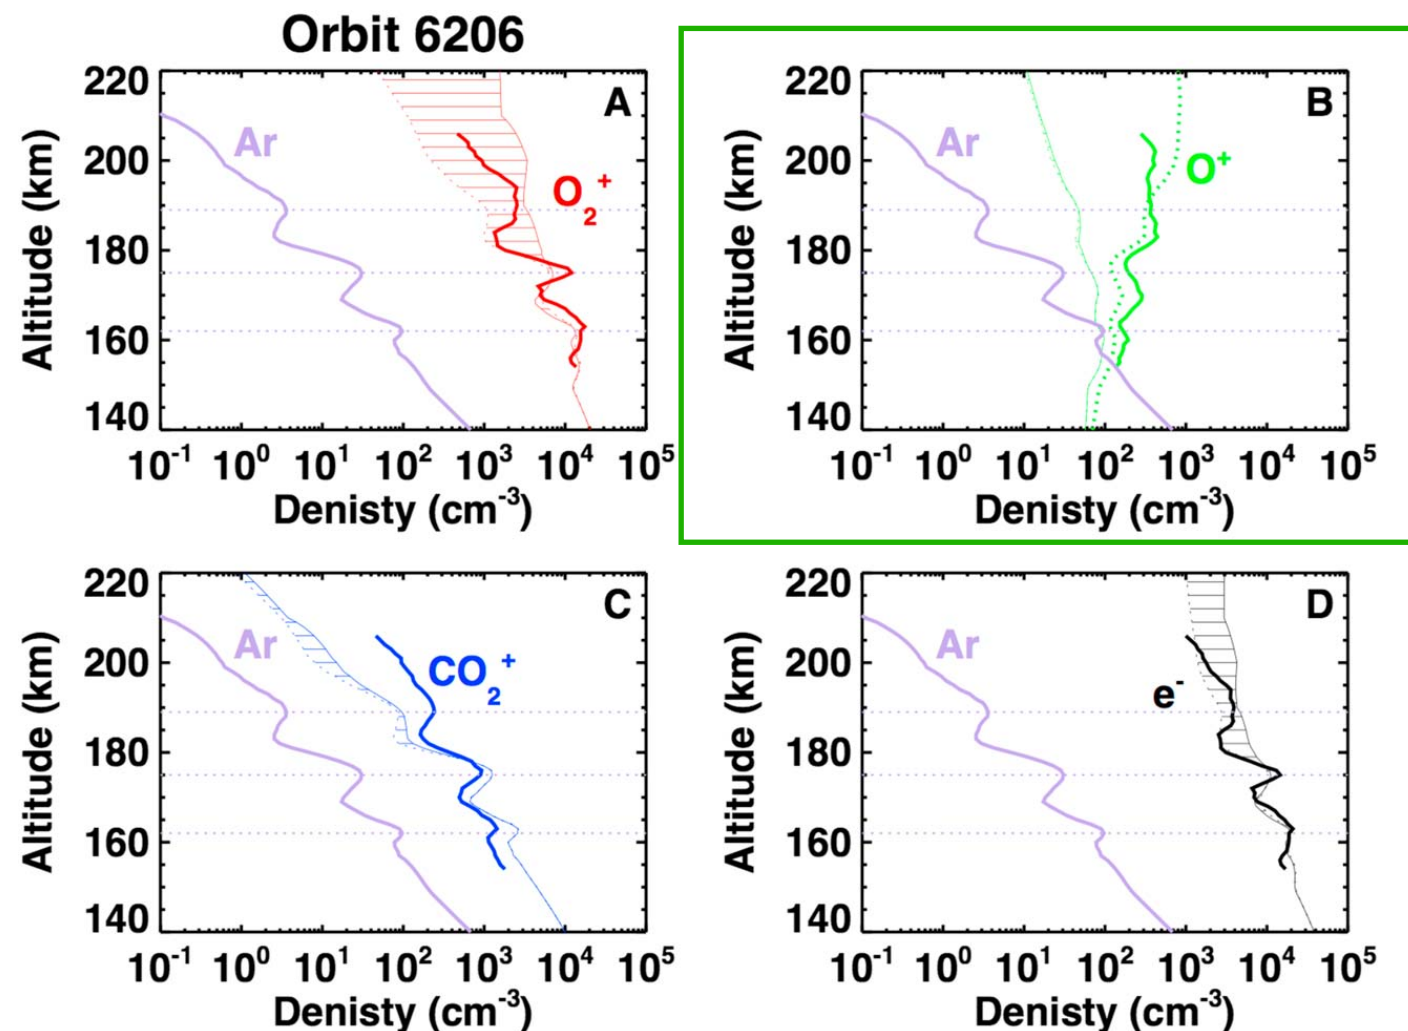 Orbit 6206
220
200
180
160
140
Altitude (km)
A
Ar
O2+
10-1 100 101 102 103 104 105
Denisty (cm-3)
220
200
180
160
140
Altitude (km)
B
Ar
O+
10-1 100 101 102 103 104 105
Denisty (cm-3)
220
200
180
160
140
Altitude (km)
C
Ar
CO2+
10-1 100 101 102 103 104 105
Denisty (cm-3)
220
200
180
160
140
Altitude (km)
D
Ar
e-
10-1 100 101 102 103 104 105
Denisty (cm-3)